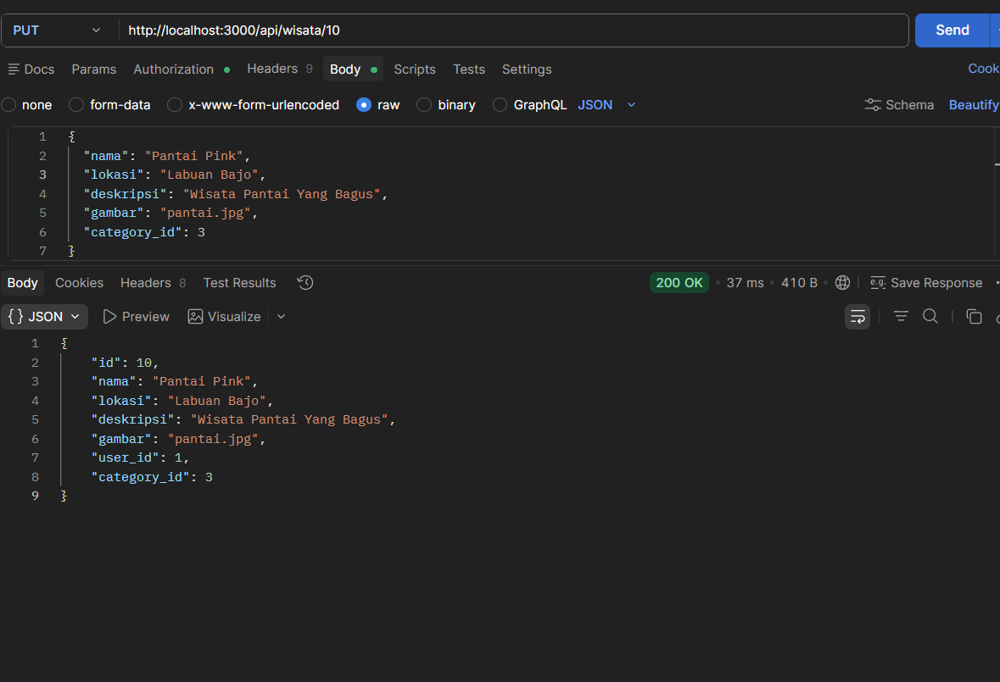 PUT http://localhost:3000/api/wisata/10 Send
Docs Params Authorization Headers 9 Body Scripts Tests Settings Cook
none form-data x-www-form-urlencoded raw binary GraphQL JSON Schema Beautify
1 {
2 "nama": "Pantai Pink",
3 "lokasi": "Labuan Bajo",
4 "deskripsi": "Wisata Pantai Yang Bagus",
5 "gambar": "pantai.jpg",
6 "category_id": 3
7 }
Body Cookies Headers 8 Test Results 200 OK • 37 ms • 410 B • e.g. Save Response
{} JSON Preview Visualize
1 {
2 "id": 10,
3 "nama": "Pantai Pink",
4 "lokasi": "Labuan Bajo",
5 "deskripsi": "Wisata Pantai Yang Bagus",
6 "gambar": "pantai.jpg",
7 "user_id": 1,
8 "category_id": 3
9 }